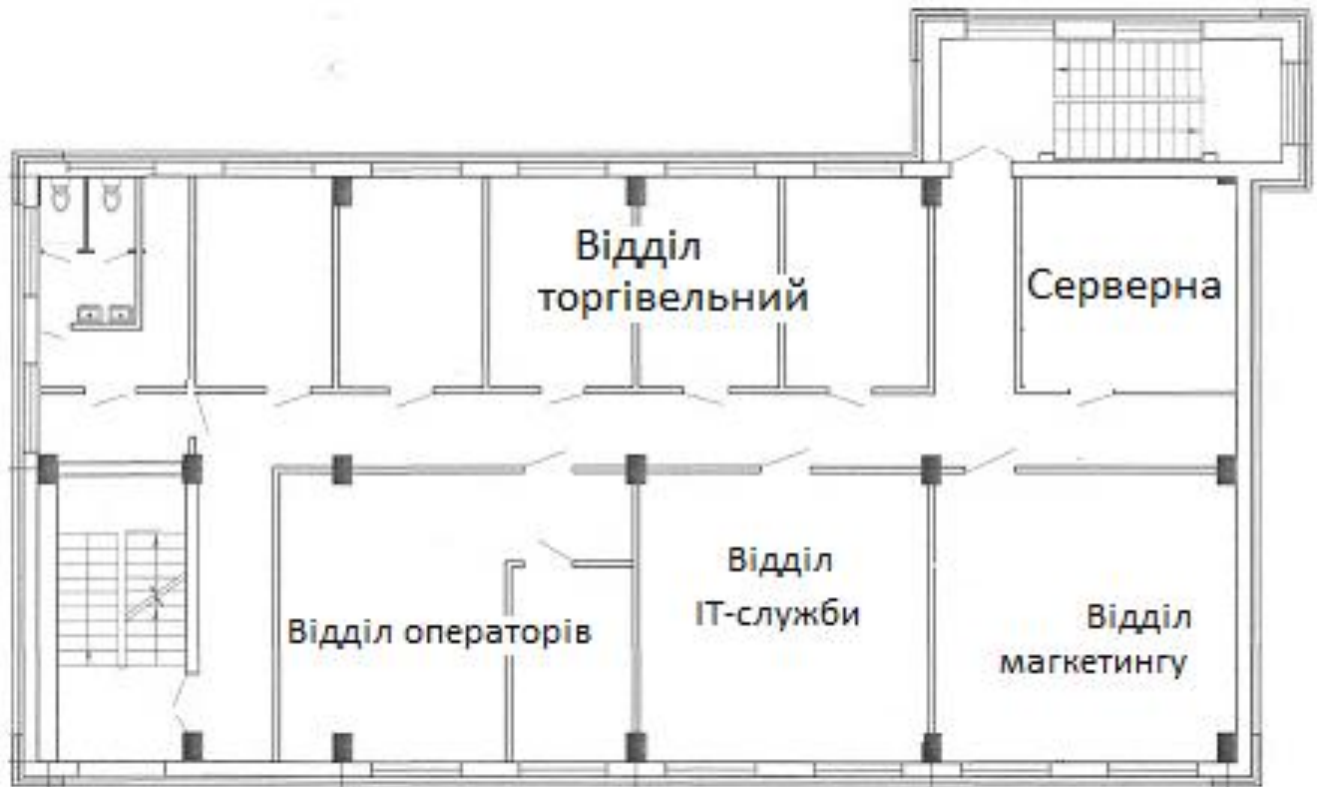 Відділ
торгівельний
Серверна
Відділ операторів
Відділ
ІТ-служби
Відділ
магкетингу